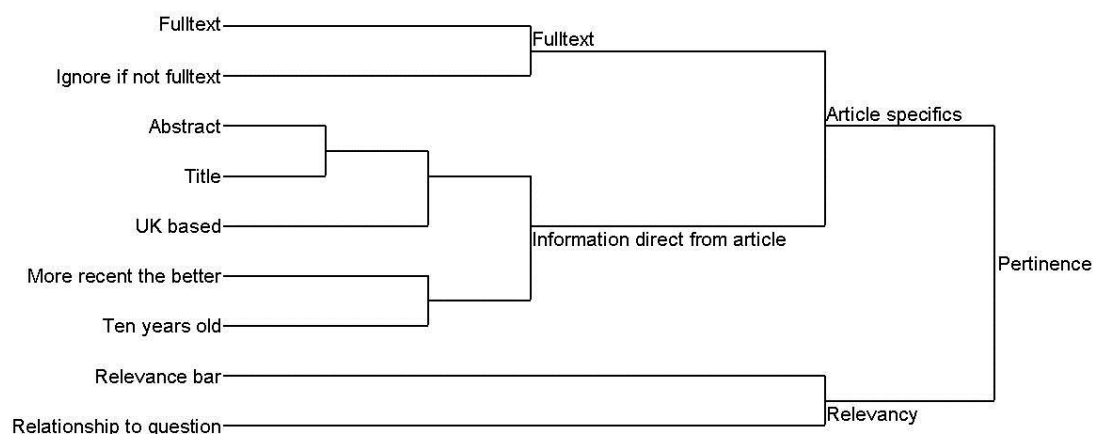 Fulltext
Fulltext
Ignore if not fulltext
Article specifics
Abstract
Title
UK based
Information direct from article
Pertinence
More recent the better
Ten years old
Relevance bar
Relevancy
Relationship to question